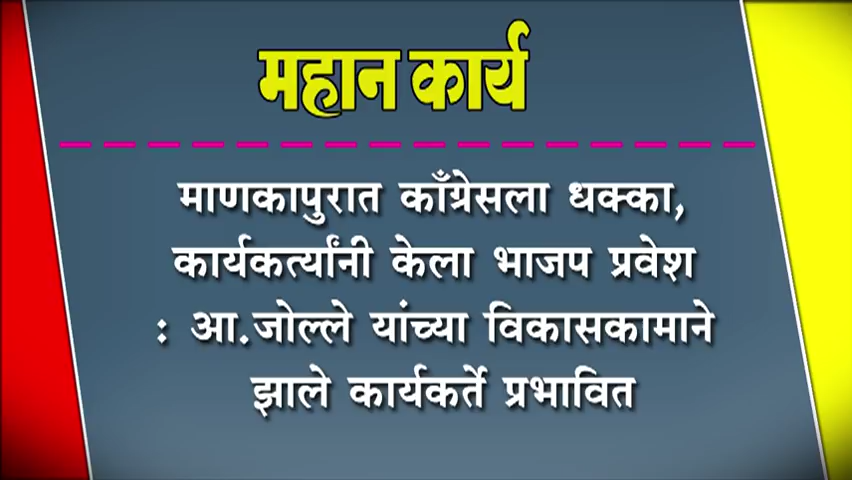 महान कार्य
माणकापुरात काँग्रेसला धक्का,
कार्यकर्त्यांनी केला भाजप प्रवेश
: आ.जोल्ले यांच्या विकासकामाने
झाले कार्यकर्ते प्रभावित